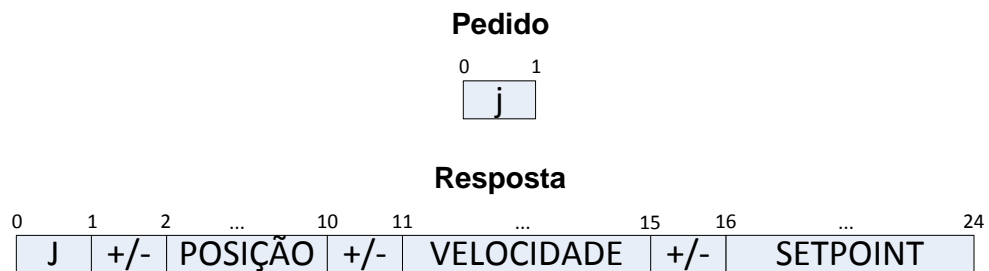 Pedido
0 1
j
Resposta
0 1 2 ... 10 11 ... 15 16 ... 24
J +/- POSIÇÃO +/- VELOCIDADE +/- SETPOINT